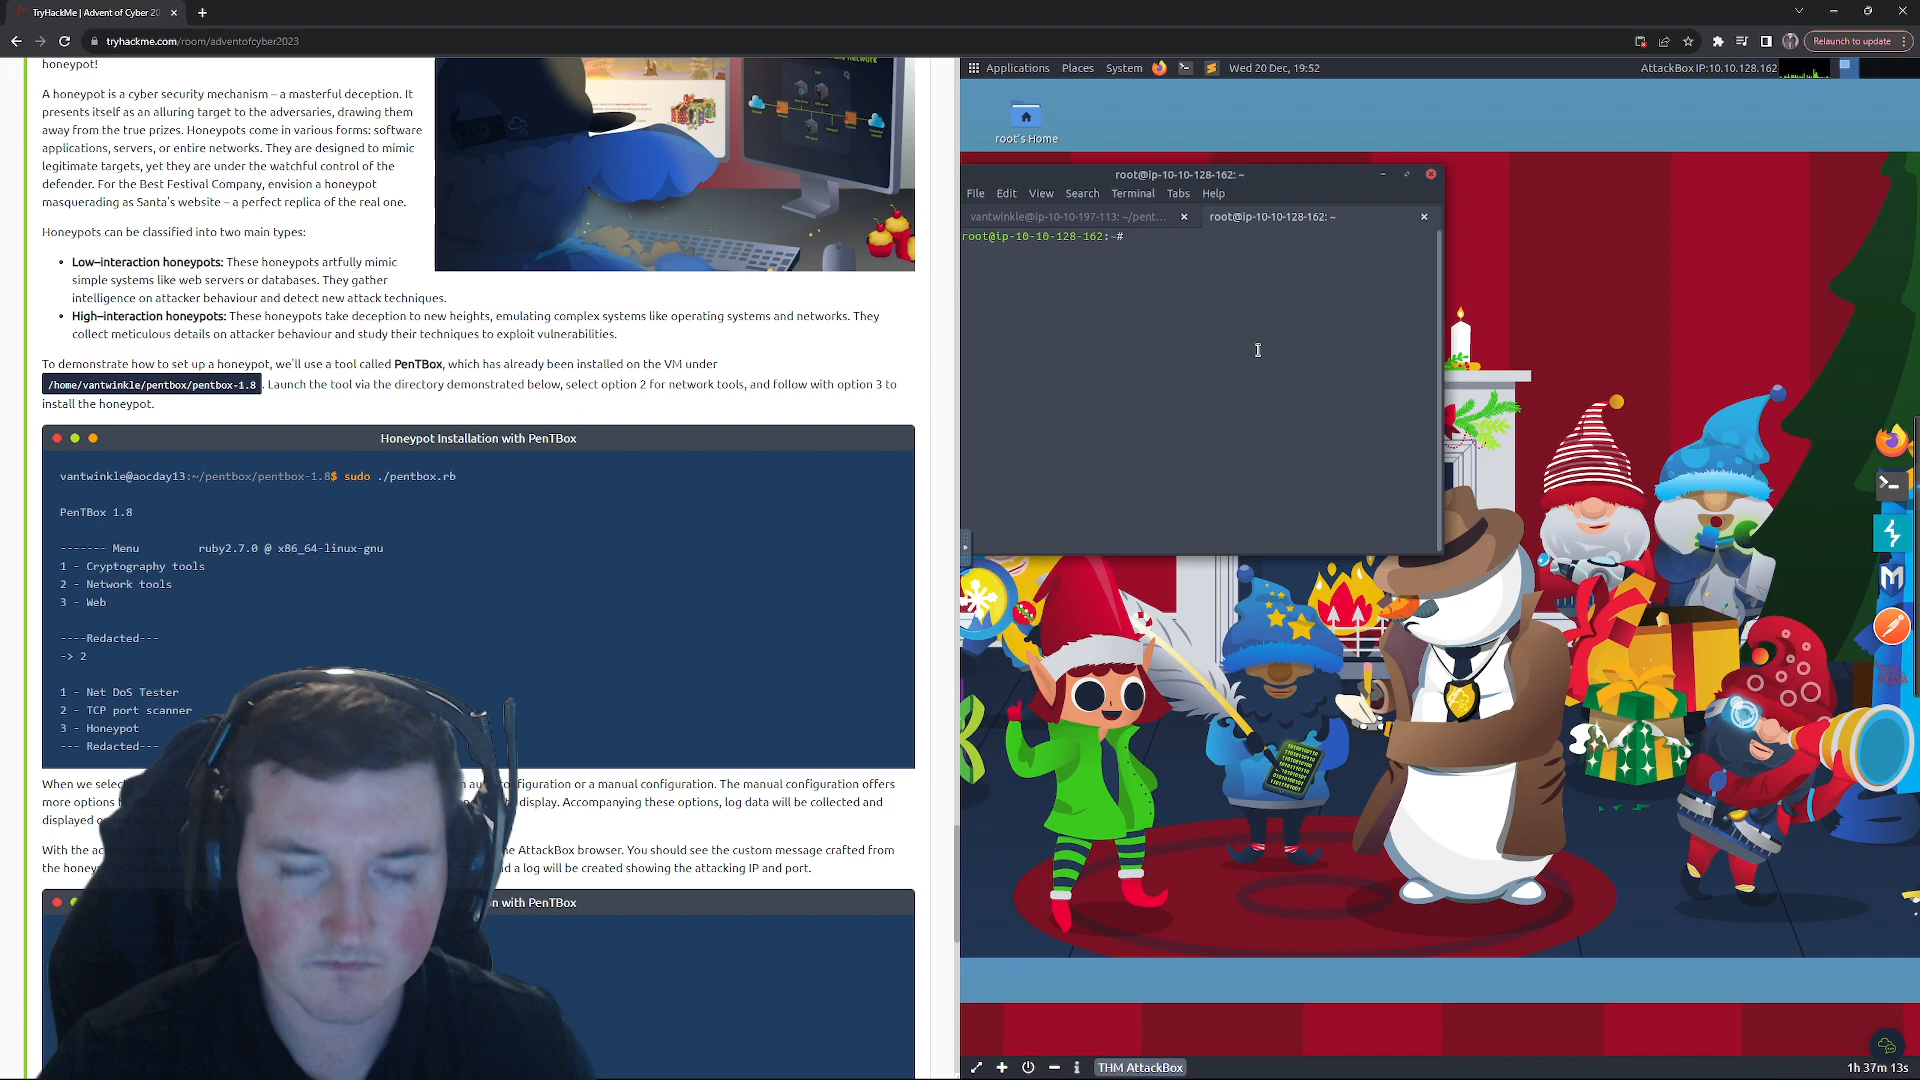 TryHackMe | Advent of Cyber 20
tryhackme.com/room/adventofcyber2023
Relaunch to update
honeypot!
A honeypot is a cyber security mechanism – a masterful deception. It
presents itself as an alluring target to the adversaries, drawing them
away from the true prizes. Honeypots come in various forms: software
applications, servers, or entire networks. They are designed to mimic
legitimate targets, yet they are under the watchful control of the
defender. For the Best Festival Company, envision a honeypot
masquerading as Santa's website – a perfect replica of the real one.
Honeypots can be classified into two main types:
• Low-interaction honeypots: These honeypots artfully mimic
simple systems like web servers or databases. They gather
intelligence on attacker behaviour and detect new attack techniques.
• High-interaction honeypots: These honeypots take deception to new heights, emulating complex systems like operating systems and networks. They
collect meticulous details on attacker behaviour and study their techniques to exploit vulnerabilities.
To demonstrate how to set up a honeypot, we'll use a tool called PenTBox, which has already been installed on the VM under
/home/vantwinkle/pentbox/pentbox-1.8 . Launch the tool via the directory demonstrated below, select option 2 for network tools, and follow with option 3 to
install the honeypot.
Honeypot Installation with PenTBox
vantwinkle@aocday13:~/pentbox/pentbox-1.8$ sudo ./pentbox.rb
PenTBox 1.8
------- Menu ruby2.7.0 @ x86_64-linux-gnu
1 - Cryptography tools
2 - Network tools
3 - Web
----Redacted---
-> 2
1 - Net DoS Tester
2 - TCP port scanner
3 - Honeypot
--- Redacted---
When we select configuration or a manual configuration. The manual configuration offers
more options display. Accompanying these options, log data will be collected and
displayed
With the AttackBox browser. You should see the custom message crafted from
the a log will be created showing the attacking IP and port.
with PenTBox
Applications Places System Wed 20 Dec, 19:52 AttackBox IP:10.10.128.162
root's Home
root@ip-10-10-128-162: ~
File Edit View Search Terminal Tabs Help
vantwinkle@ip-10-10-197-113: ~/pent... root@ip-10-10-128-162: ~
root@ip-10-10-128-162:~#
THM AttackBox
1h 37m 13s